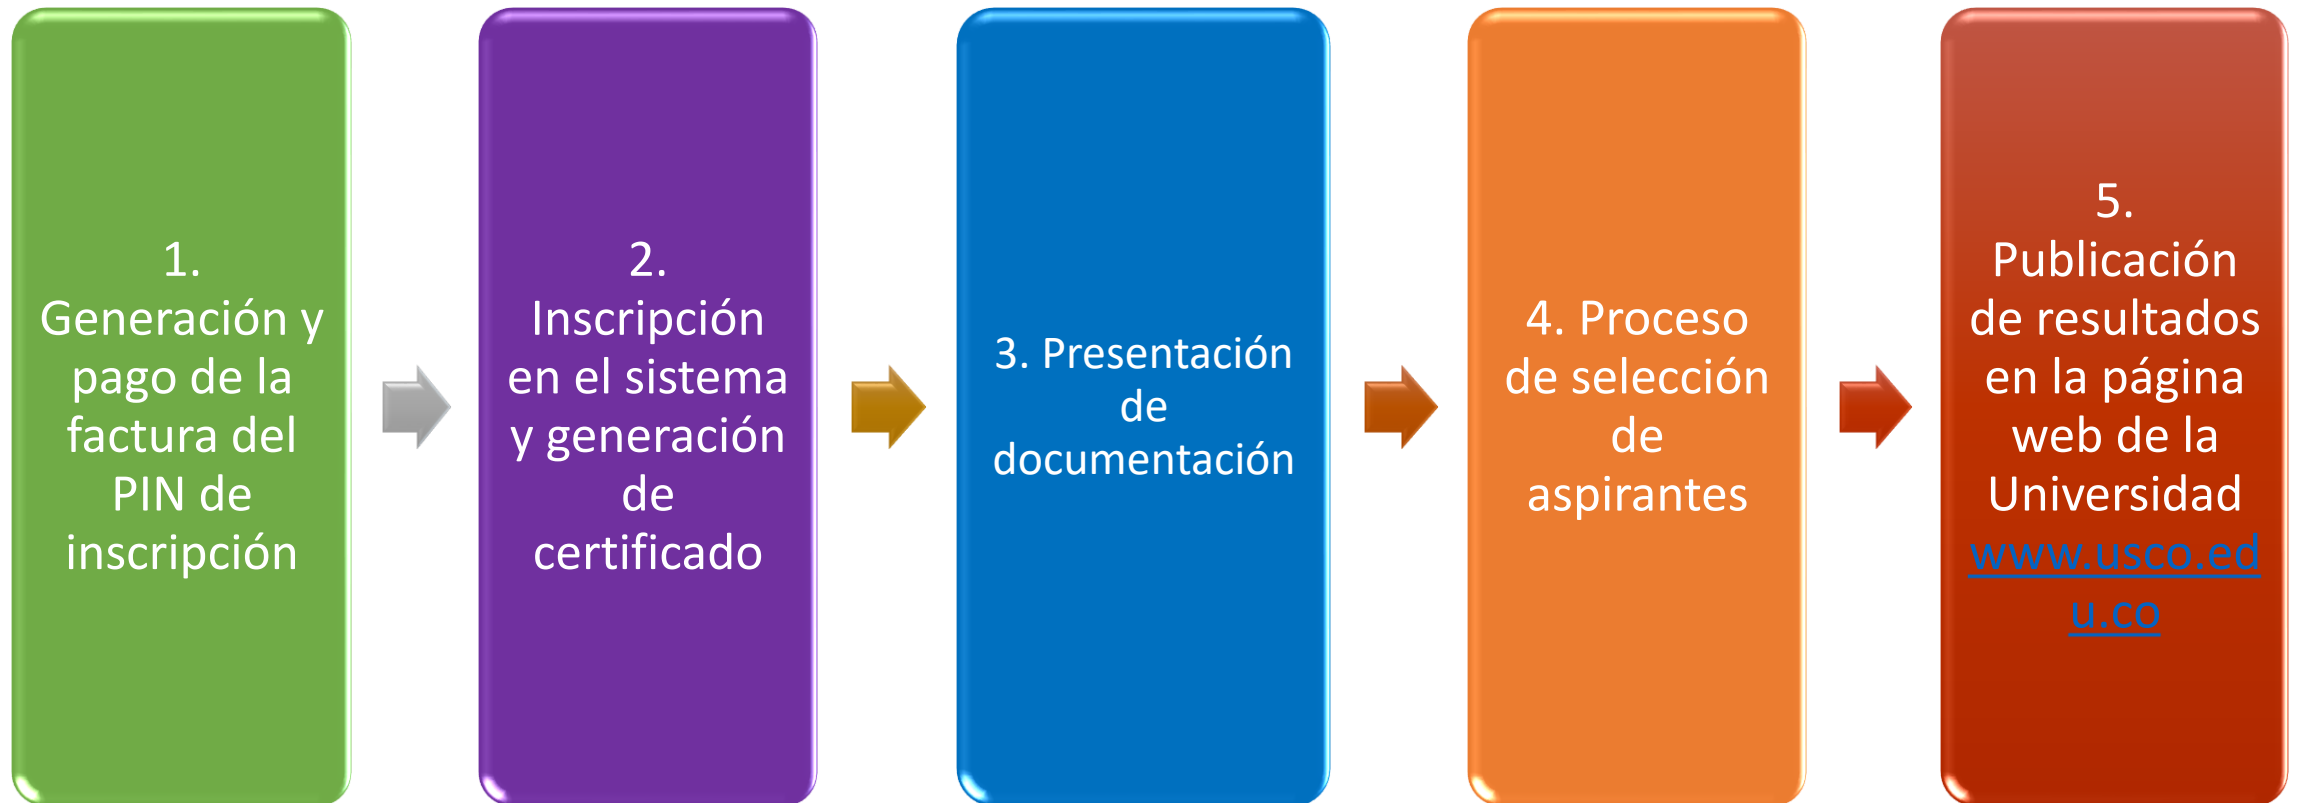 1.
Generación y
pago de la
factura del
PIN de
inscripción
2.
Inscripción
en el sistema
y generación
de
certificado
3. Presentación
de
documentación
4. Proceso
de selección
de
aspirantes
5.
Publicación
de resultados
en la página
web de la
Universidad
www.usco.ed
u.co